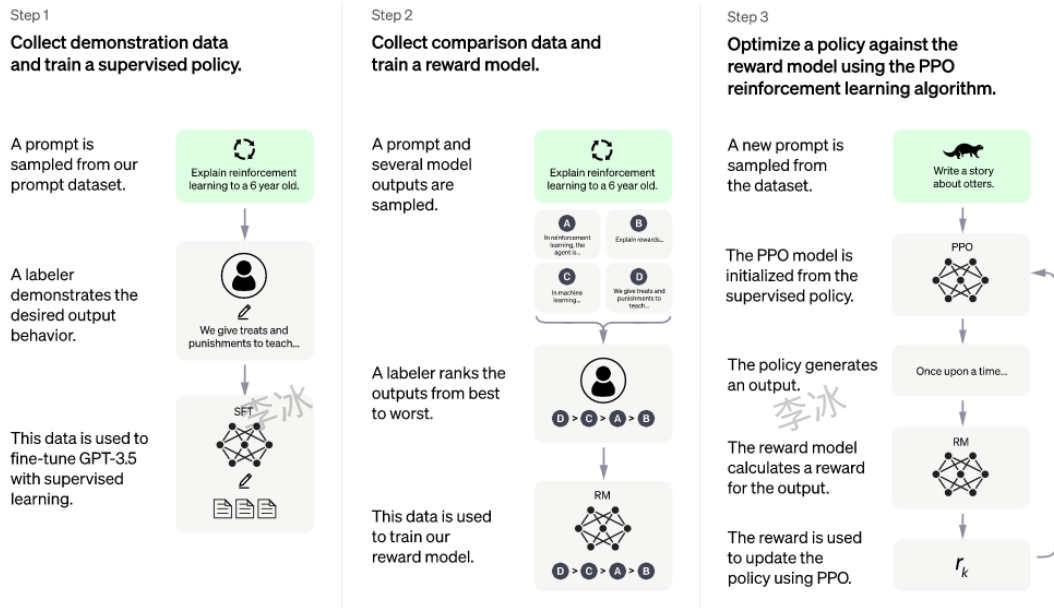 Step 1
Collect demonstration data
and train a supervised policy.
A prompt is
sampled from our
prompt dataset.
Explain reinforcement
learning to a 6 year old.
A labeler
demonstrates the
desired output
behavior.
We give treats and
punishments to teach...
This data is used to
fine-tune GPT-3.5
with supervised
learning.
SFT
李冰
Step 2
Collect comparison data and
train a reward model.
A prompt and
several model
outputs are
sampled.
Explain reinforcement
learning to a 6 year old.
A
In reinforcement
learning, the
agent is...
B
Explain rewards...
C
In machine
learning...
D
We give treats and
punishments to
teach...
A labeler ranks the
outputs from best
to worst.
D > C > A > B
This data is used
to train our
reward model.
RM
D > C > A > B
Step 3
Optimize a policy against the
reward model using the PPO
reinforcement learning algorithm.
A new prompt is
sampled from
the dataset.
Write a story
about otters.
The PPO model is
initialized from the
supervised policy.
PPO
The policy generates
an output.
Once upon a time...
李冰
The reward model
calculates a reward
for the output.
RM
The reward is used
to update the
policy using PPO.
rₖ